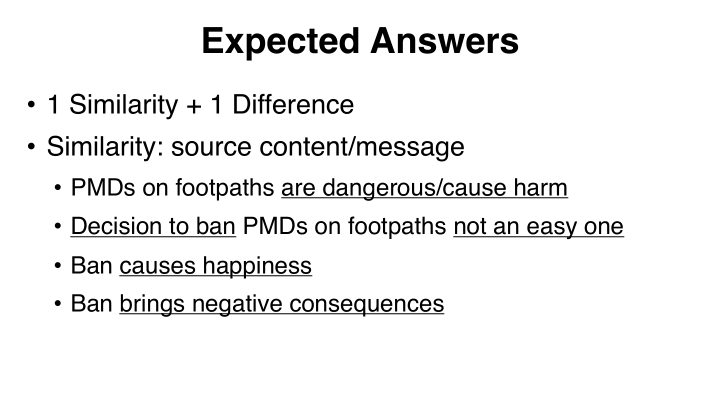 Expected Answers
• 1 Similarity + 1 Difference
• Similarity: source content/message
• PMDs on footpaths are dangerous/cause harm
• Decision to ban PMDs on footpaths not an easy one
• Ban causes happiness
• Ban brings negative consequences